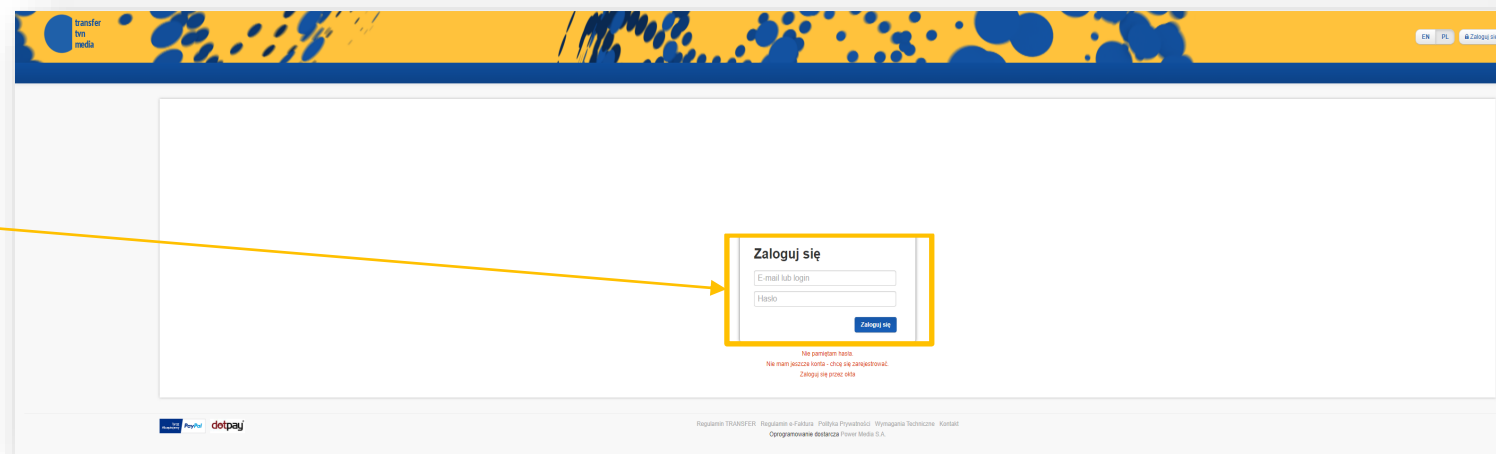 transfer
tvn
media
EN PL Zaloguj się
Zaloguj się
E-mail lub login
Hasło
Zaloguj się
Nie pamiętam hasła
Nie mam jeszcze konta - chcę się zarejestrować.
Zaloguj się przez okta
PayPal dotpay
Regulamin TRANSFER Regulamin e-Faktura Polityka Prywatności Wymagania Techniczne Kontakt
Oprogramowanie dostarcza Power Media S.A.